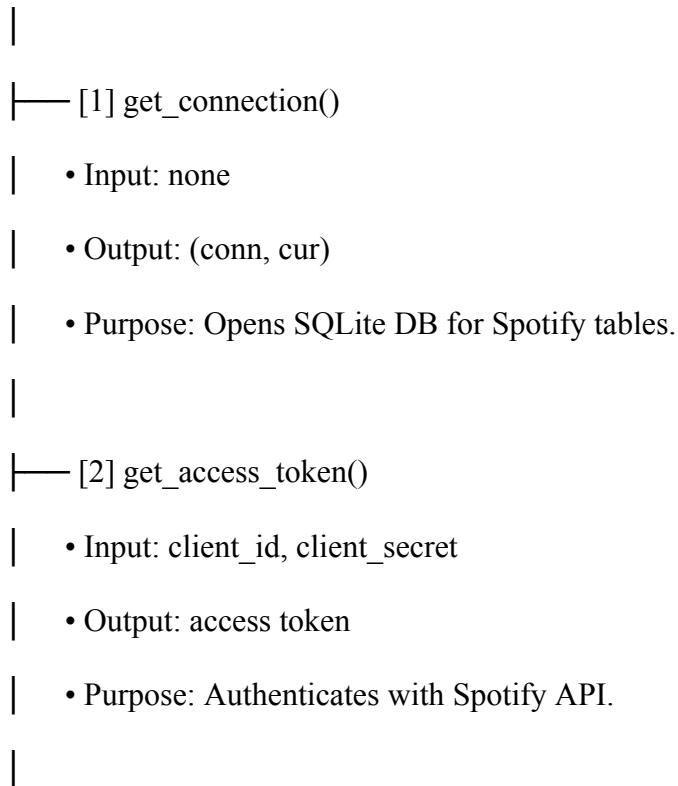 │
├── [1] get_connection()
│ • Input: none
│ • Output: (conn, cur)
│ • Purpose: Opens SQLite DB for Spotify tables.
│
├── [2] get_access_token()
│ • Input: client_id, client_secret
│ • Output: access token
│ • Purpose: Authenticates with Spotify API.
│